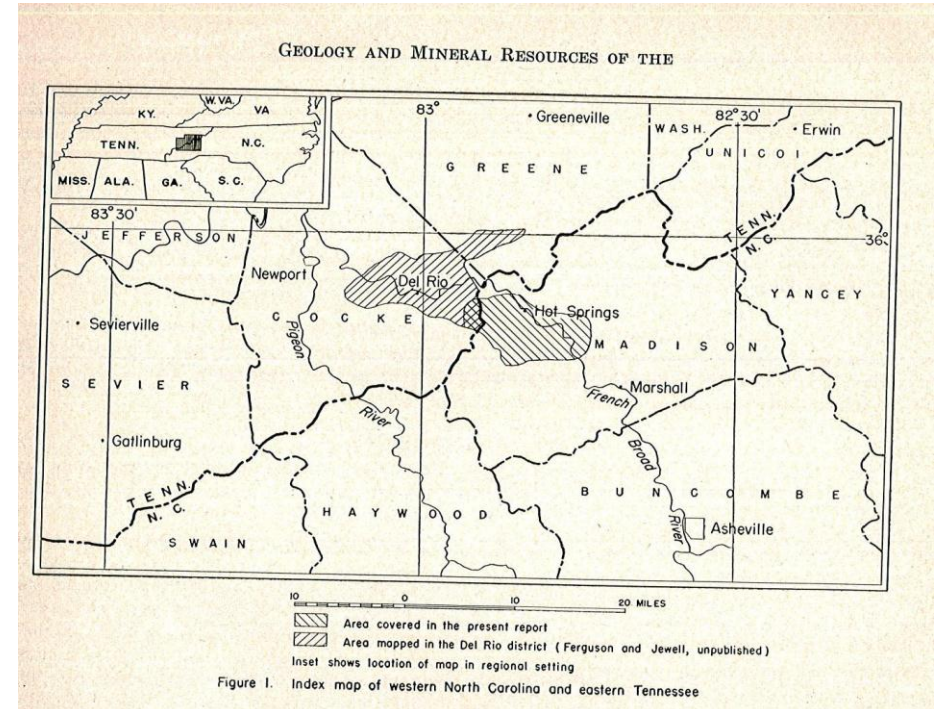 GEOLOGY AND MINERAL RESOURCES OF THE
KY.
W. VA.
VA
TENN.
N.C.
MISS.
ALA.
GA.
S. C.
83° 30'
83°
82° 30'
36°
Greeneville
WASH.
Erwin
UNICOI
GREENE
JEFFERSON
TENN.
N.C.
Newport
Del Rio
YANCEY
Sevierville
COCKE
Hot Springs
Pigeon
MADISON
SEVIER
Marshall
French
River
Gatlinburg
Broad
TENN.
N.C.
BUNCOMBE
HAYWOOD
River
Asheville
SWAIN
10 0 10 20 MILES
Area covered in the present report
Area mapped in the Del Rio district (Ferguson and Jewell, unpublished)
Inset shows location of map in regional setting
Figure I. Index map of western North Carolina and eastern Tennessee